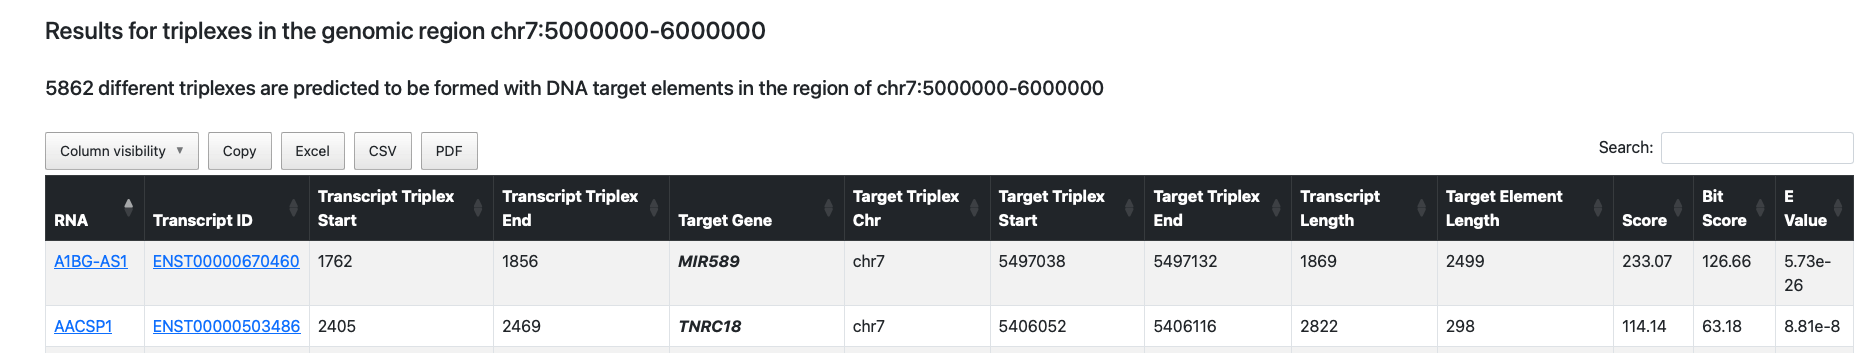 Results for triplexes in the genomic region chr7:5000000-6000000
5862 different triplexes are predicted to be formed with DNA target elements in the region of chr7:5000000-6000000
Column visibility ▼ Copy Excel CSV PDF Search:
RNA Transcript ID Transcript Triplex Start Transcript Triplex End Target Gene Target Triplex Chr Target Triplex Start Target Triplex End Transcript Length Target Element Length Score Bit Score E Value
A1BG-AS1 ENST00000670460 1762 1856 MIR589 chr7 5497038 5497132 1869 2499 233.07 126.66 5.73e-26
AACSP1 ENST00000503486 2405 2469 TNRC18 chr7 5406052 5406116 2822 298 114.14 63.18 8.81e-8